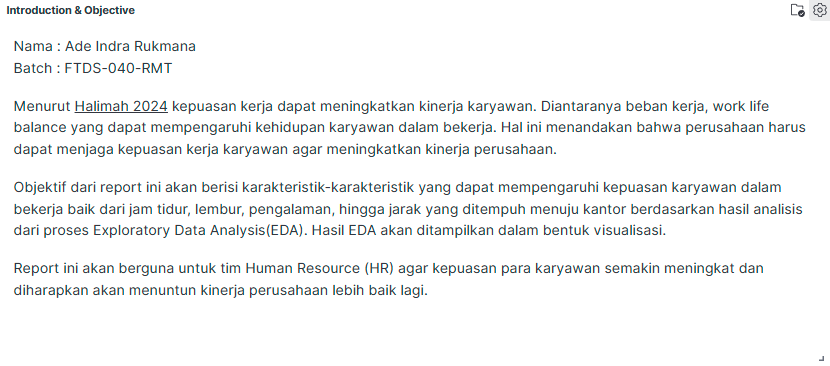 Introduction & Objective
Nama : Ade Indra Rukmana
Batch : FTDS-040-RMT
Menurut Halimah 2024 kepuasan kerja dapat meningkatkan kinerja karyawan. Diantaranya beban kerja, work life
balance yang dapat mempengaruhi kehidupan karyawan dalam bekerja. Hal ini menandakan bahwa perusahaan harus
dapat menjaga kepuasan kerja karyawan agar meningkatkan kinerja perusahaan.
Objektif dari report ini akan berisi karakteristik-karakteristik yang dapat mempengaruhi kepuasan karyawan dalam
bekerja baik dari jam tidur, lembur, pengalaman, hingga jarak yang ditempuh menuju kantor berdasarkan hasil analisis
dari proses Exploratory Data Analysis(EDA). Hasil EDA akan ditampilkan dalam bentuk visualisasi.
Report ini akan berguna untuk tim Human Resource (HR) agar kepuasan para karyawan semakin meningkat dan
diharapkan akan menuntun kinerja perusahaan lebih baik lagi.